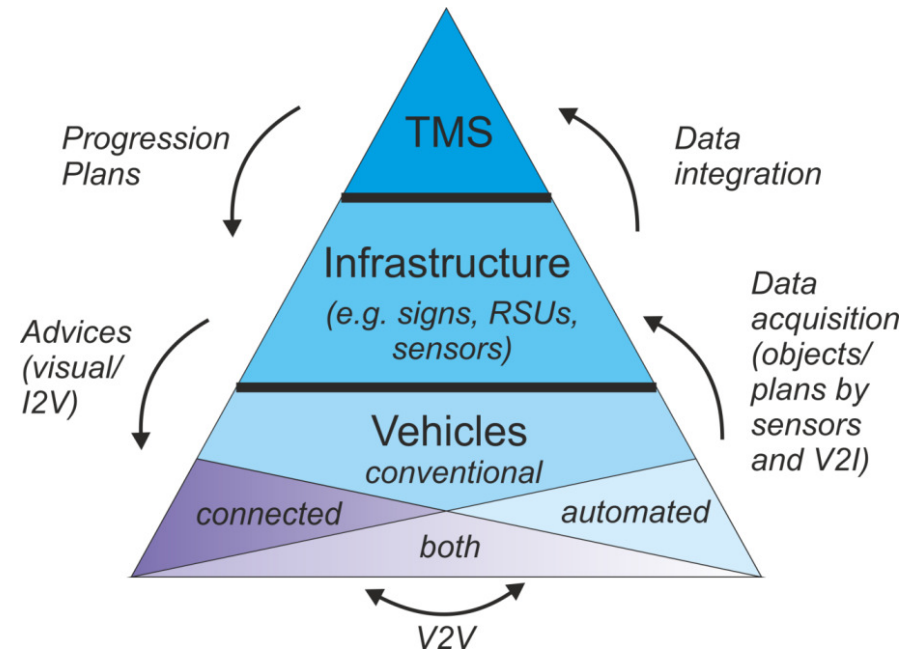 TMS
Progression
Plans
Data
integration
Infrastructure
(e.g. signs, RSUs,
sensors)
Advices
(visual/
I2V)
Data
acquisition
(objects/
plans by
sensors
and V2I)
Vehicles
conventional
connected
automated
both
V2V